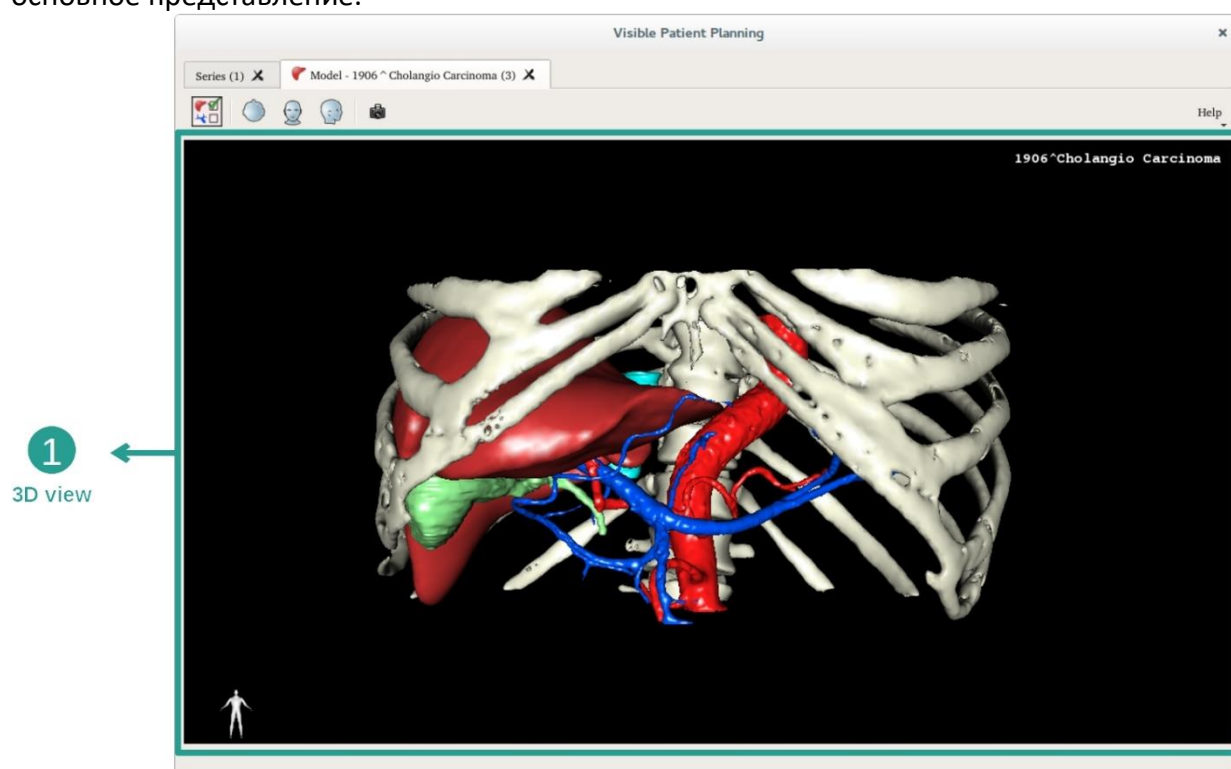 основное представление.
Visible Patient Planning
Series (1)
Model - 1906 ^ Cholangio Carcinoma (3)
Help
1906^Cholangio Carcinoma
1
3D view